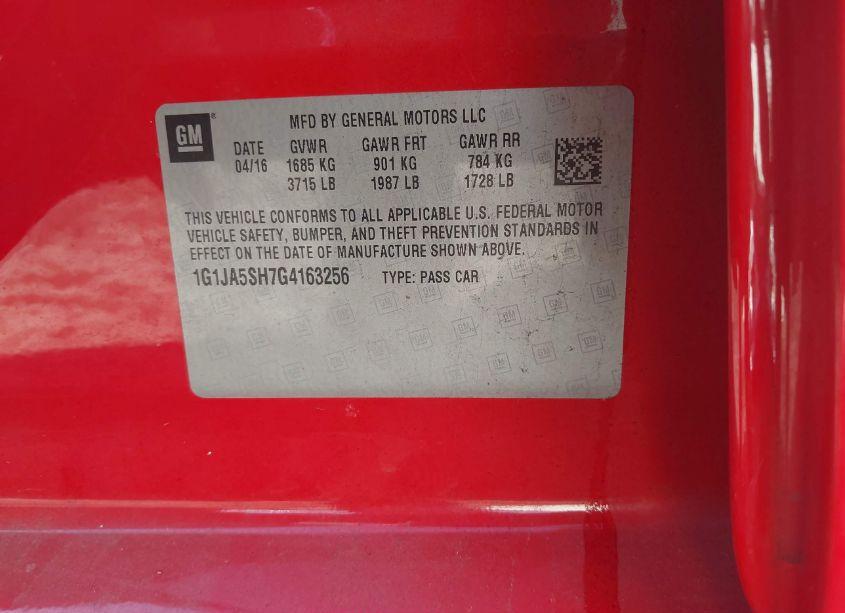 GM ®
MFD BY GENERAL MOTORS LLC
DATE GVWR GAWR FRT GAWR RR
04/16 1685 KG 901 KG 784 KG
3715 LB 1987 LB 1728 LB
THIS VEHICLE CONFORMS TO ALL APPLICABLE U.S. FEDERAL MOTOR
VEHICLE SAFETY, BUMPER, AND THEFT PREVENTION STANDARDS IN
EFFECT ON THE DATE OF MANUFACTURE SHOWN ABOVE.
1G1JA5SH7G4163256 TYPE: PASS CAR